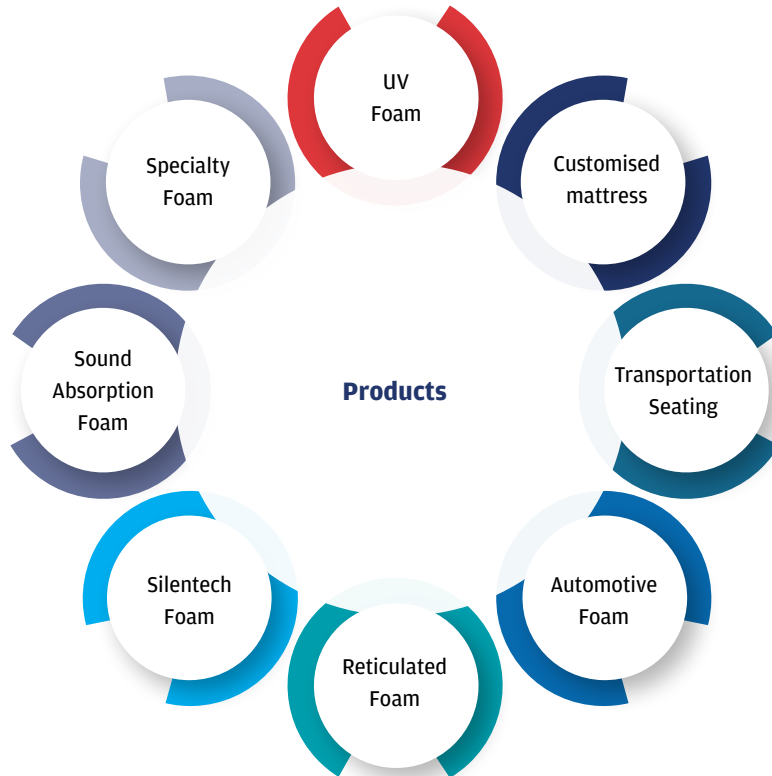 UV
Foam
Customised
mattress
Transportation
Seating
Automotive
Foam
Reticulated
Foam
Silentech
Foam
Sound
Absorption
Foam
Specialty
Foam
Products